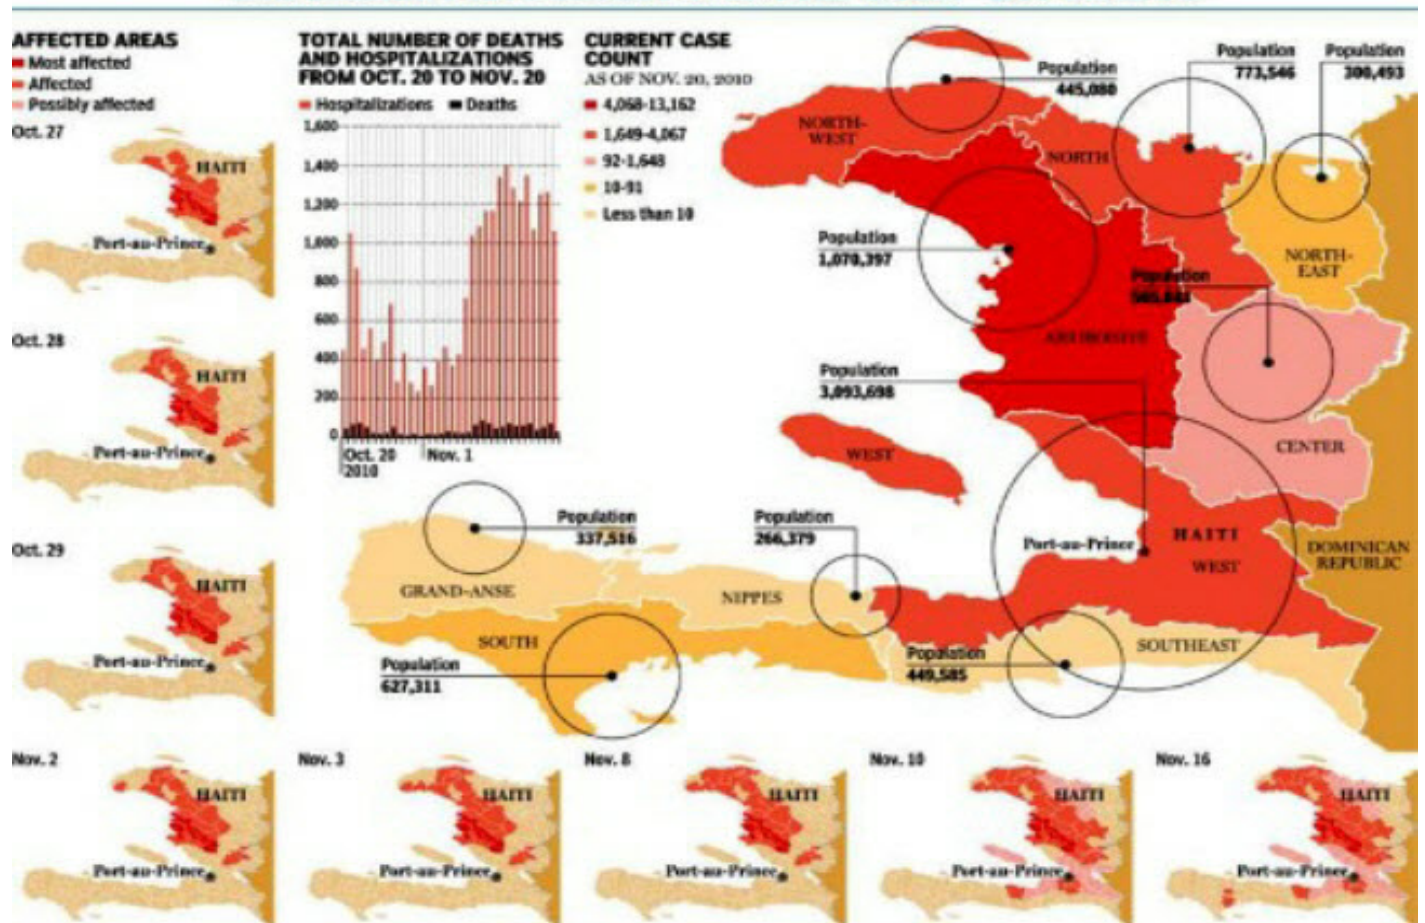 AFFECTED AREAS
Most affected
Affected
Possibly affected
TOTAL NUMBER OF DEATHS
AND HOSPITALIZATIONS
FROM OCT. 20 TO NOV. 20
Hospitalizations Deaths
1,600
1,400
1,200
1,000
800
600
400
200
0
Oct. 20
2010
Nov. 1
CURRENT CASE
COUNT
AS OF NOV. 20, 2010
4,068-13,162
1,649-4,067
92-1,648
10-91
Less than 10
Population
445,080
Population
773,546
Population
300,493
NORTH-
WEST
NORTH
NORTH-
EAST
Population
1,070,397
Population
Population
3,093,698
CENTER
WEST
Port-au-Prince
HAITI
WEST
DOMINICAN
REPUBLIC
Population
337,516
Population
266,379
GRAND-ANSE
NIPPES
SOUTH
SOUTHEAST
Population
627,311
Population
449,585
Oct. 27
HAITI
Port-au-Prince
Oct. 28
HAITI
Port-au-Prince
Oct. 29
HAITI
Port-au-Prince
Nov. 2
HAITI
Port-au-Prince
Nov. 3
HAITI
Port-au-Prince
Nov. 8
HAITI
Port-au-Prince
Nov. 10
HAITI
Port-au-Prince
Nov. 16
HAITI
Port-au-Prince